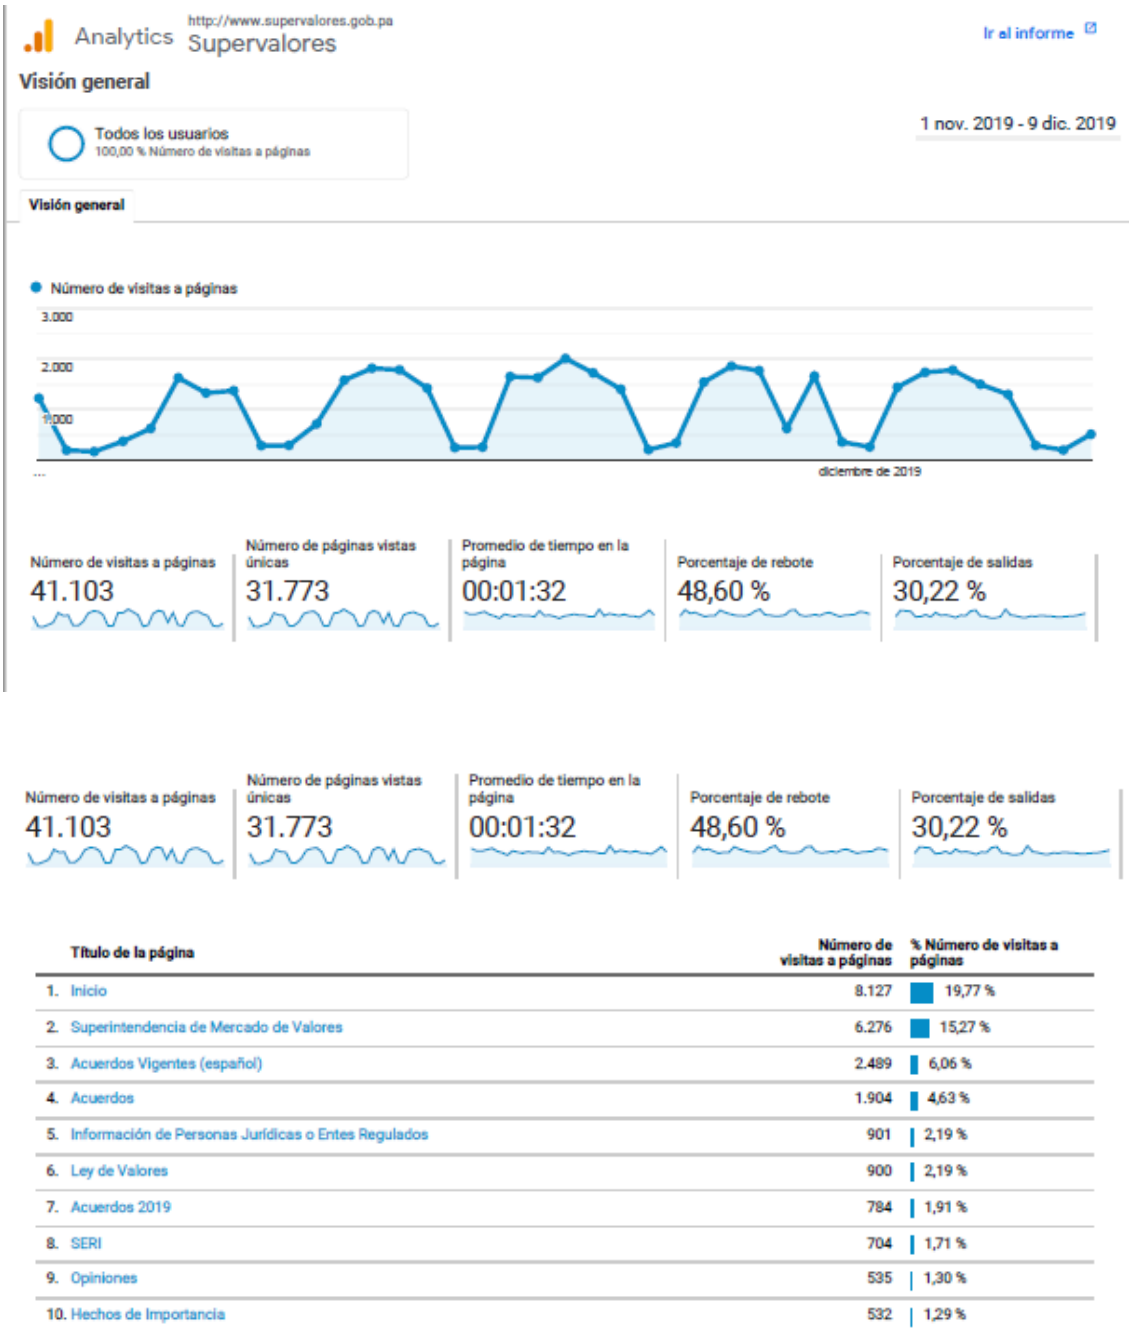 http://www.supervalores.gob.pa
Analytics Supervalores
Ir al informe
Visión general
Todos los usuarios
100,00 % Número de visitas a páginas
1 nov. 2019 - 9 dic. 2019
Visión general
Número de visitas a páginas
3.000
2.000
1.000
...
diciembre de 2019
Número de visitas a páginas
41.103
Número de páginas vistas
únicas
31.773
Promedio de tiempo en la
página
00:01:32
Porcentaje de rebote
48,60 %
Porcentaje de salidas
30,22 %
Número de visitas a páginas
41.103
Número de páginas vistas
únicas
31.773
Promedio de tiempo en la
página
00:01:32
Porcentaje de rebote
48,60 %
Porcentaje de salidas
30,22 %
Título de la página
Número de
visitas a páginas
% Número de visitas a
páginas
1. Inicio 8.127 19,77 %
2. Superintendencia de Mercado de Valores 6.276 15,27 %
3. Acuerdos Vigentes (español) 2.489 6,06 %
4. Acuerdos 1.904 4,63 %
5. Información de Personas Jurídicas o Entes Regulados 901 2,19 %
6. Ley de Valores 900 2,19 %
7. Acuerdos 2019 784 1,91 %
8. SERI 704 1,71 %
9. Opiniones 535 1,30 %
10. Hechos de Importancia 532 1,29 %